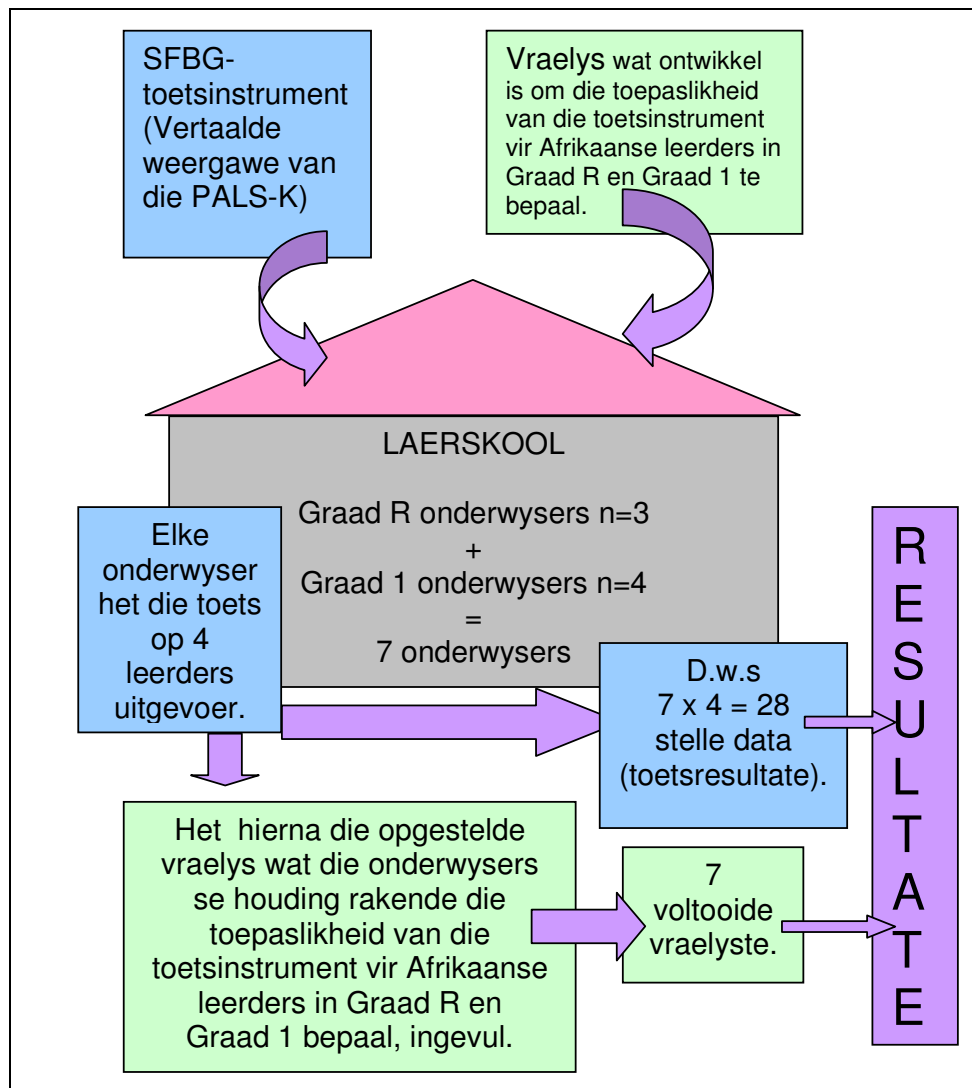 SFBG-
toetsinstrument
(Vertaalde
weergawe van
die PALS-K)
Vraelys wat ontwikkel
is om die toepaslikheid
van die toetsinstrument
vir Afrikaanse leerders in
Graad R en Graad 1 te
bepaal.
LAERSKOOL
Graad R onderwysers n=3
+
Graad 1 onderwysers n=4
=
7 onderwysers
Elke
onderwyser
het die toets
op 4
leerders
uitgevoer.
D.w.s
7 x 4 = 28
stelle data
(toetsresultate).
Het hierna die opgestelde
vraelys wat die onderwysers
se houding rakende die
toepaslikheid van die
toetsinstrument vir Afrikaanse
leerders in Graad R en
Graad 1 bepaal, ingevul.
7
voltooide
vraelyste.
R
E
S
U
L
T
A
T
E